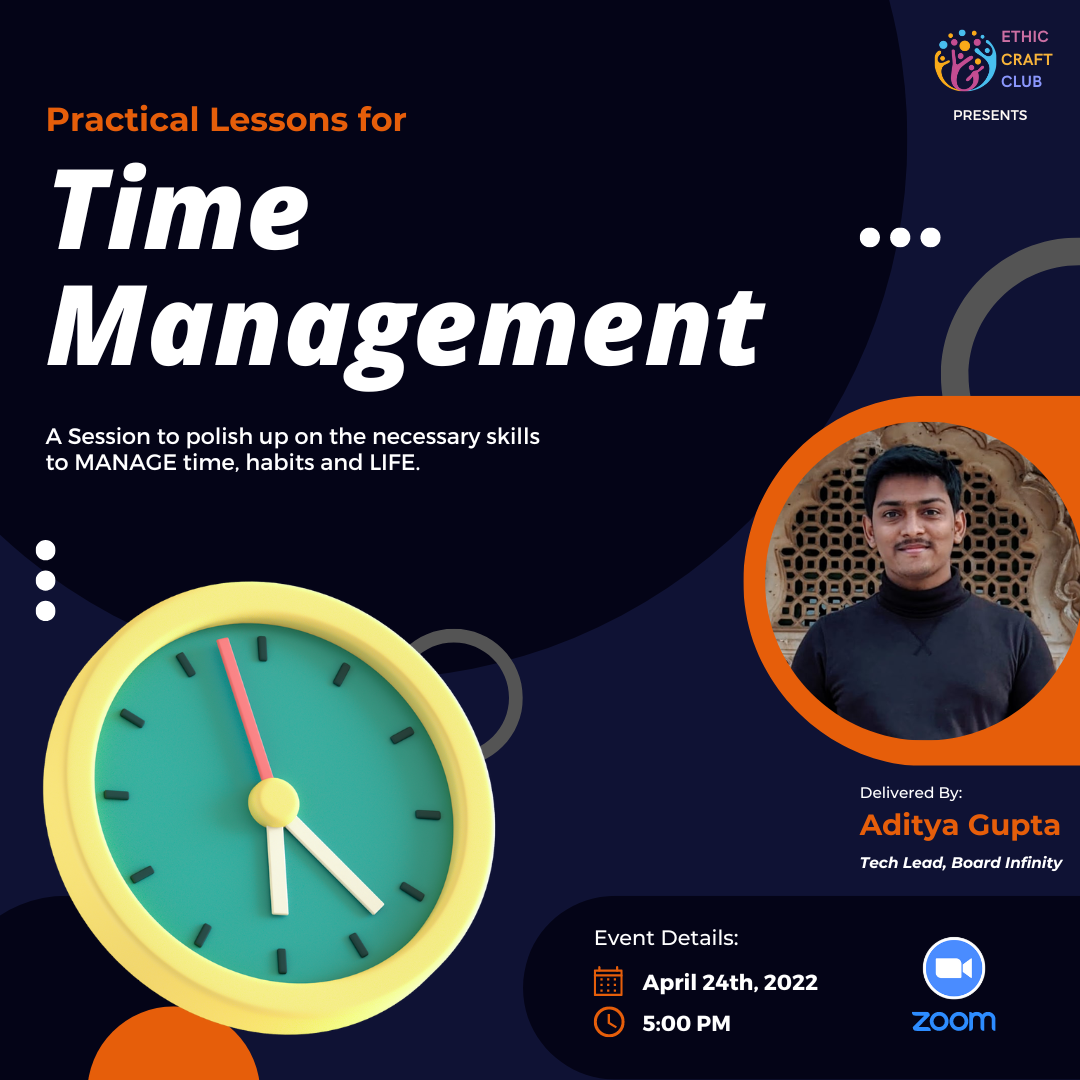 ETHIC
CRAFT
CLUB
PRESENTS
Practical Lessons for
Time
Management
A Session to polish up on the necessary skills
to MANAGE time, habits and LIFE.
Delivered By:
Aditya Gupta
Tech Lead, Board Infinity
Event Details:
April 24th, 2022
5:00 PM
zoom